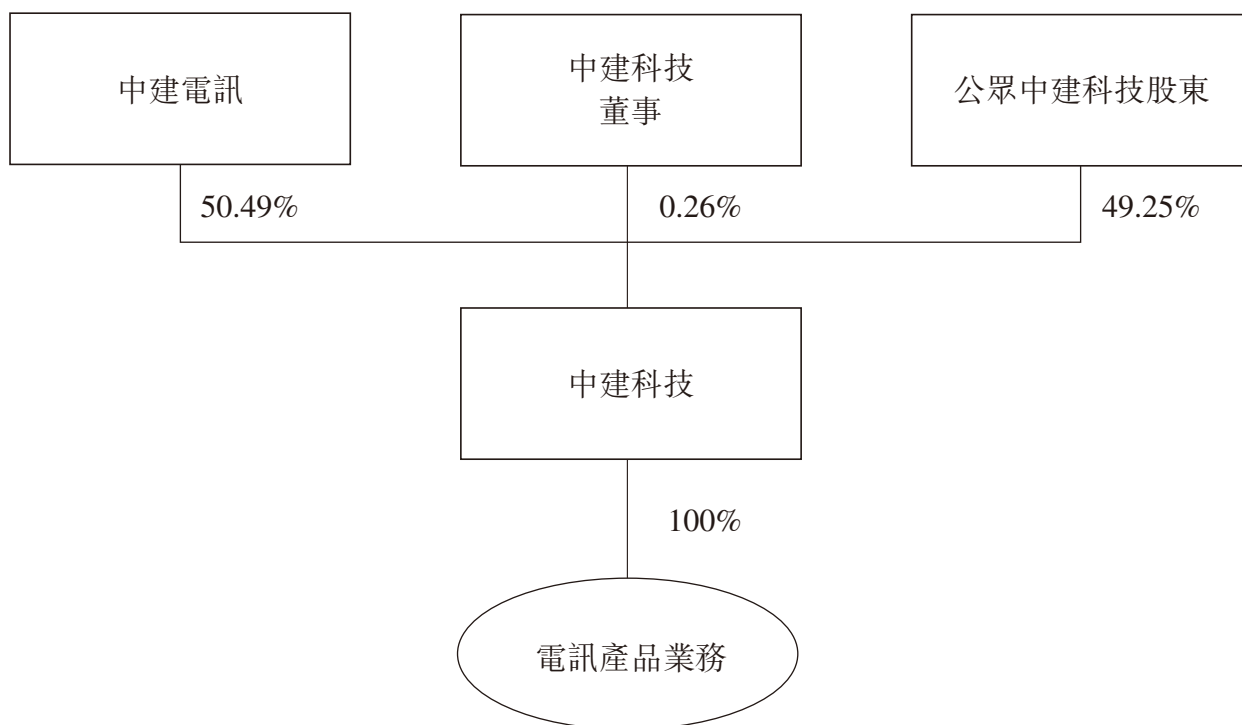 中建電訊
中建科技
董事
公眾中建科技股東
50.49%
0.26%
49.25%
中建科技
100%
電訊產品業務